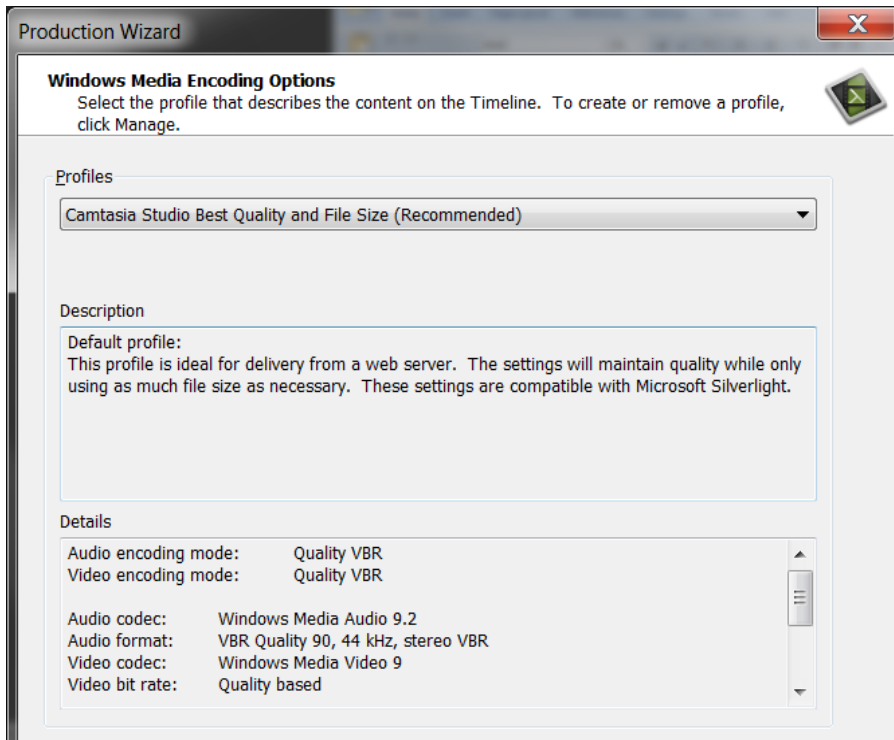 Production Wizard
Windows Media Encoding Options
Select the profile that describes the content on the Timeline. To create or remove a profile,
click Manage.
Profiles
Camtasia Studio Best Quality and File Size (Recommended)
Description
Default profile:
This profile is ideal for delivery from a web server. The settings will maintain quality while only
using as much file size as necessary. These settings are compatible with Microsoft Silverlight.
Details
Audio encoding mode: Quality VBR
Video encoding mode: Quality VBR
Audio codec: Windows Media Audio 9.2
Audio format: VBR Quality 90, 44 kHz, stereo VBR
Video codec: Windows Media Video 9
Video bit rate: Quality based